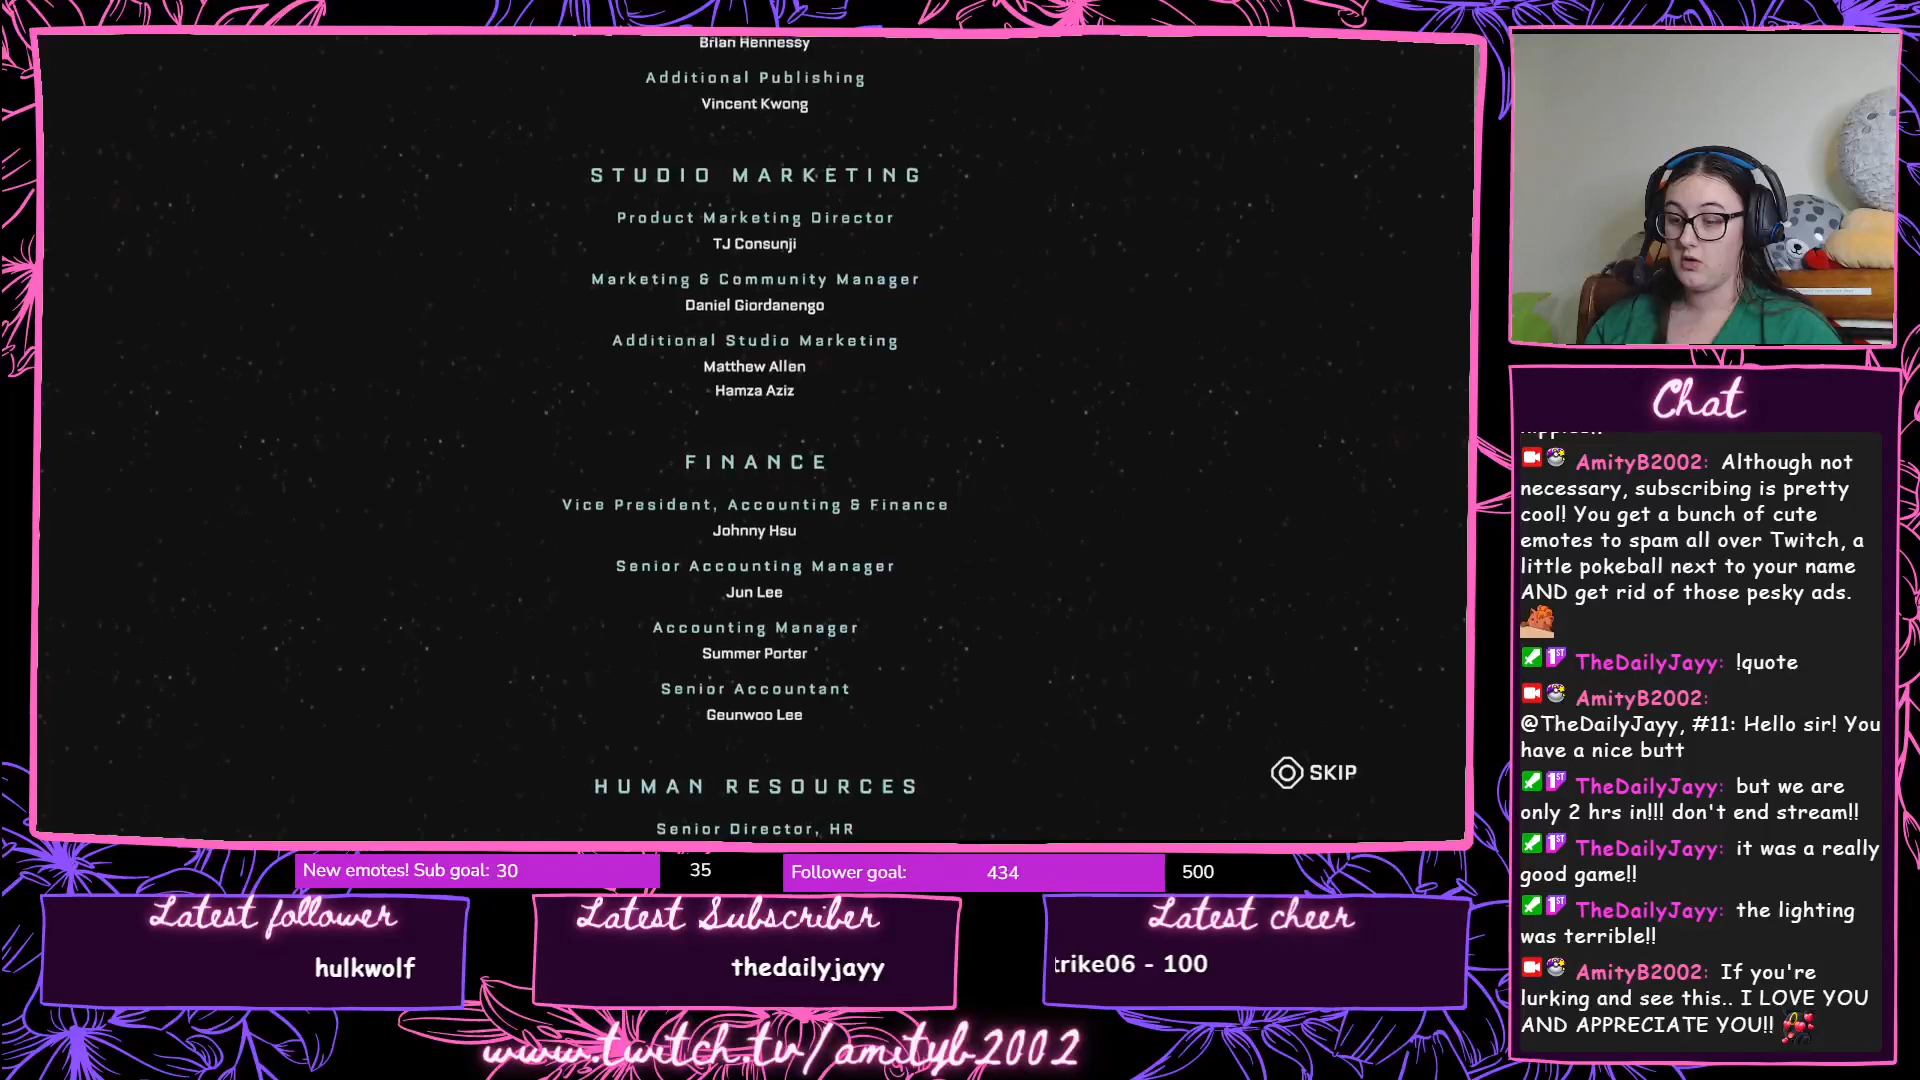 Brian Hennessy
Additional Publishing
Vincent Kwong
STUDIO MARKETING
Product Marketing Director
TJ Consunji
Marketing & Community Manager
Daniel Giordanengo
Additional Studio Marketing
Matthew Allen
Hamza Aziz
FINANCE
Vice President, Accounting & Finance
Johnny Hsu
Senior Accounting Manager
Jun Lee
Accounting Manager
Summer Porter
Senior Accountant
Geunwoo Lee
HUMAN RESOURCES
Senior Director, HR
SKIP
New emotes! Sub goal: 30
35
Follower goal: 434
500
Latest follower
hulkwolf
Latest Subscriber
thedailyjayy
Latest cheer
trike06 - 100
www.twitch.tv/amityb2002
Chat
AmityB2002: Although not
necessary, subscribing is pretty
cool! You get a bunch of cute
emotes to spam all over Twitch, a
little pokeball next to your name
AND get rid of those pesky ads.
TheDailyJayy: !quote
AmityB2002:
@TheDailyJayy, #11: Hello sir! You
have a nice butt
TheDailyJayy: but we are
only 2 hrs in!!! don't end stream!!
TheDailyJayy: it was a really
good game!!
TheDailyJayy: the lighting
was terrible!!
AmityB2002: If you're
lurking and see this.. I LOVE YOU
AND APPRECIATE YOU!!